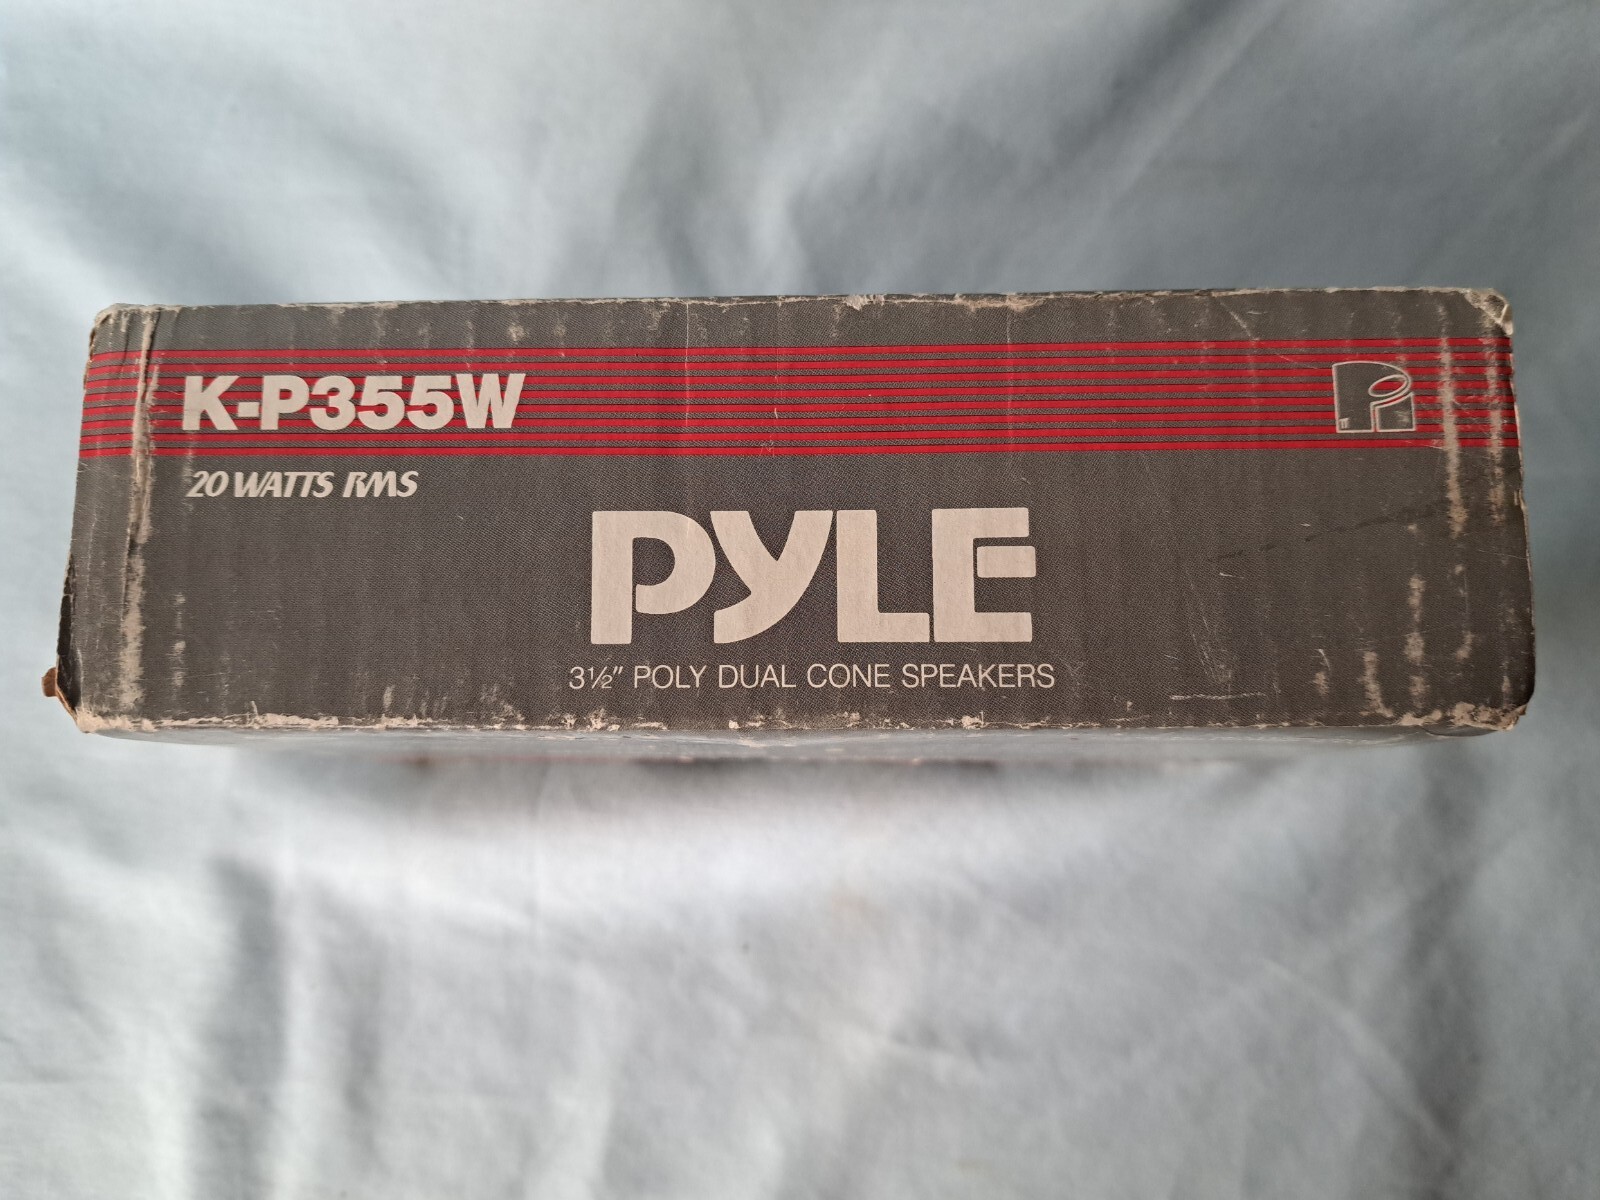 K-P355W
20 WATTS RMS
PYLE
3½" POLY DUAL CONE SPEAKERS